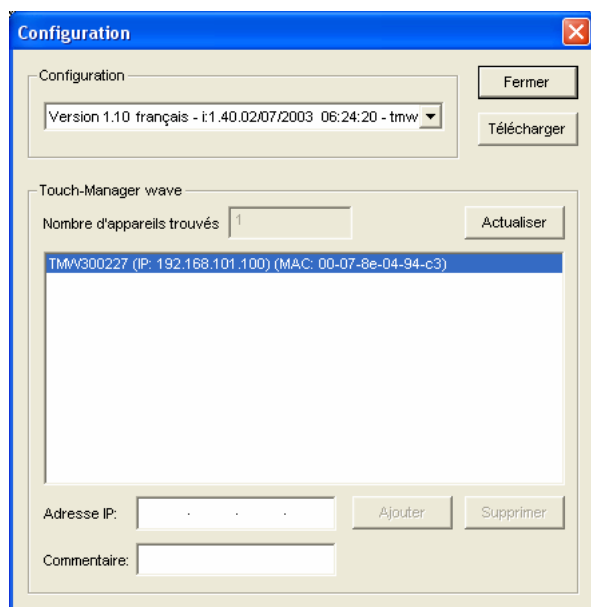 Configuration
Configuration
Version 1.10 français - i:1.40.02/07/2003 06:24:20 - tmw
Fermer
Télécharger
Touch-Manager wave
Nombre d'appareils trouvés 1
Actualiser
TMW300227 (IP: 192.168.101.100) (MAC: 00-07-8e-04-94-c3)
Adresse IP: . . .
Ajouter
Supprimer
Commentaire: